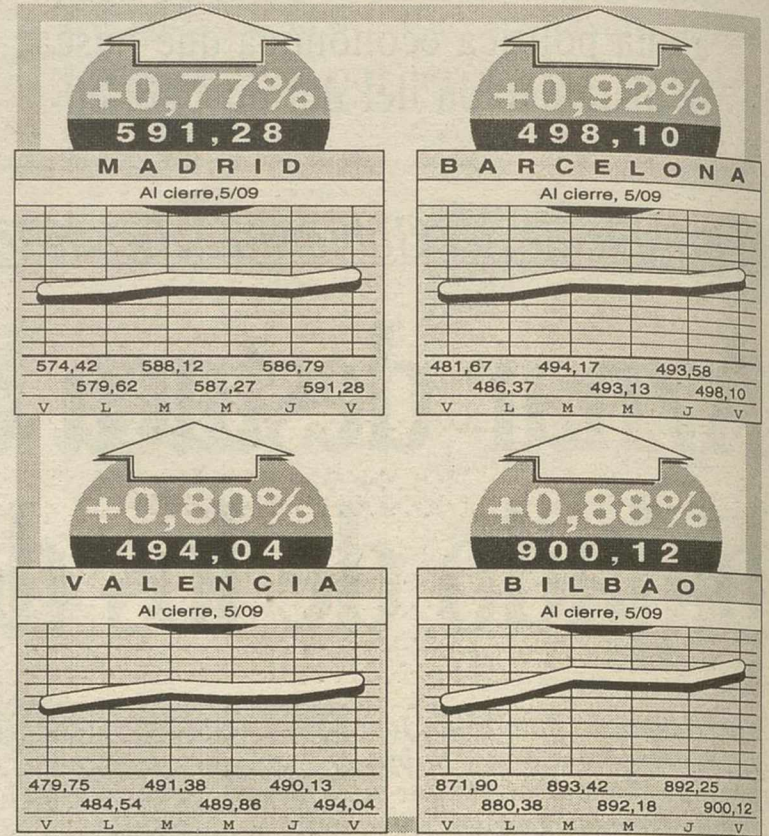 +0,77%
591,28
MADRID
Al cierre,5/09
574,42 588,12 586,79
579,62 587,27 591,28
V L M M J V
+0,92%
498,10
BARCELONA
Al cierre, 5/09
481,67 494,17 493,58
486,37 493,13 498,10
V L M M J V
+0,80%
494,04
VALENCIA
Al cierre, 5/09
479,75 491,38 490,13
484,54 489,86 494,04
V L M M J V
+0,88%
900,12
BILBAO
Al cierre, 5/09
871,90 893,42 892,25
880,38 892,18 900,12
V L M M J V